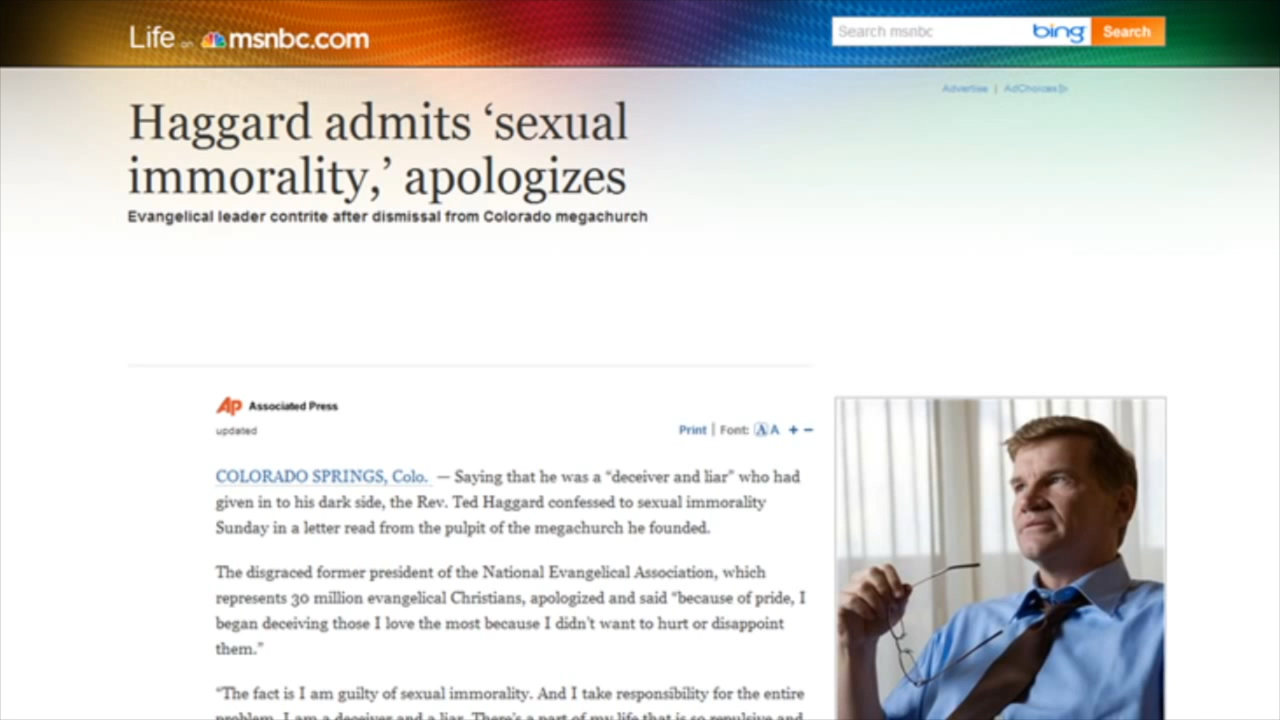 Life on msnbc.com
Search msnbc bing Search
Advertise | AdChoices
Haggard admits ‘sexual
immorality,’ apologizes
Evangelical leader contrite after dismissal from Colorado megachurch
AP Associated Press
updated
Print | Font: A A + −
COLORADO SPRINGS, Colo. — Saying that he was a “deceiver and liar” who had
given in to his dark side, the Rev. Ted Haggard confessed to sexual immorality
Sunday in a letter read from the pulpit of the megachurch he founded.
The disgraced former president of the National Evangelical Association, which
represents 30 million evangelical Christians, apologized and said “because of pride, I
began deceiving those I love the most because I didn’t want to hurt or disappoint
them.”
“The fact is I am guilty of sexual immorality. And I take responsibility for the entire
problem. I am a deceiver and a liar. There’s a part of my life that is so repulsive and